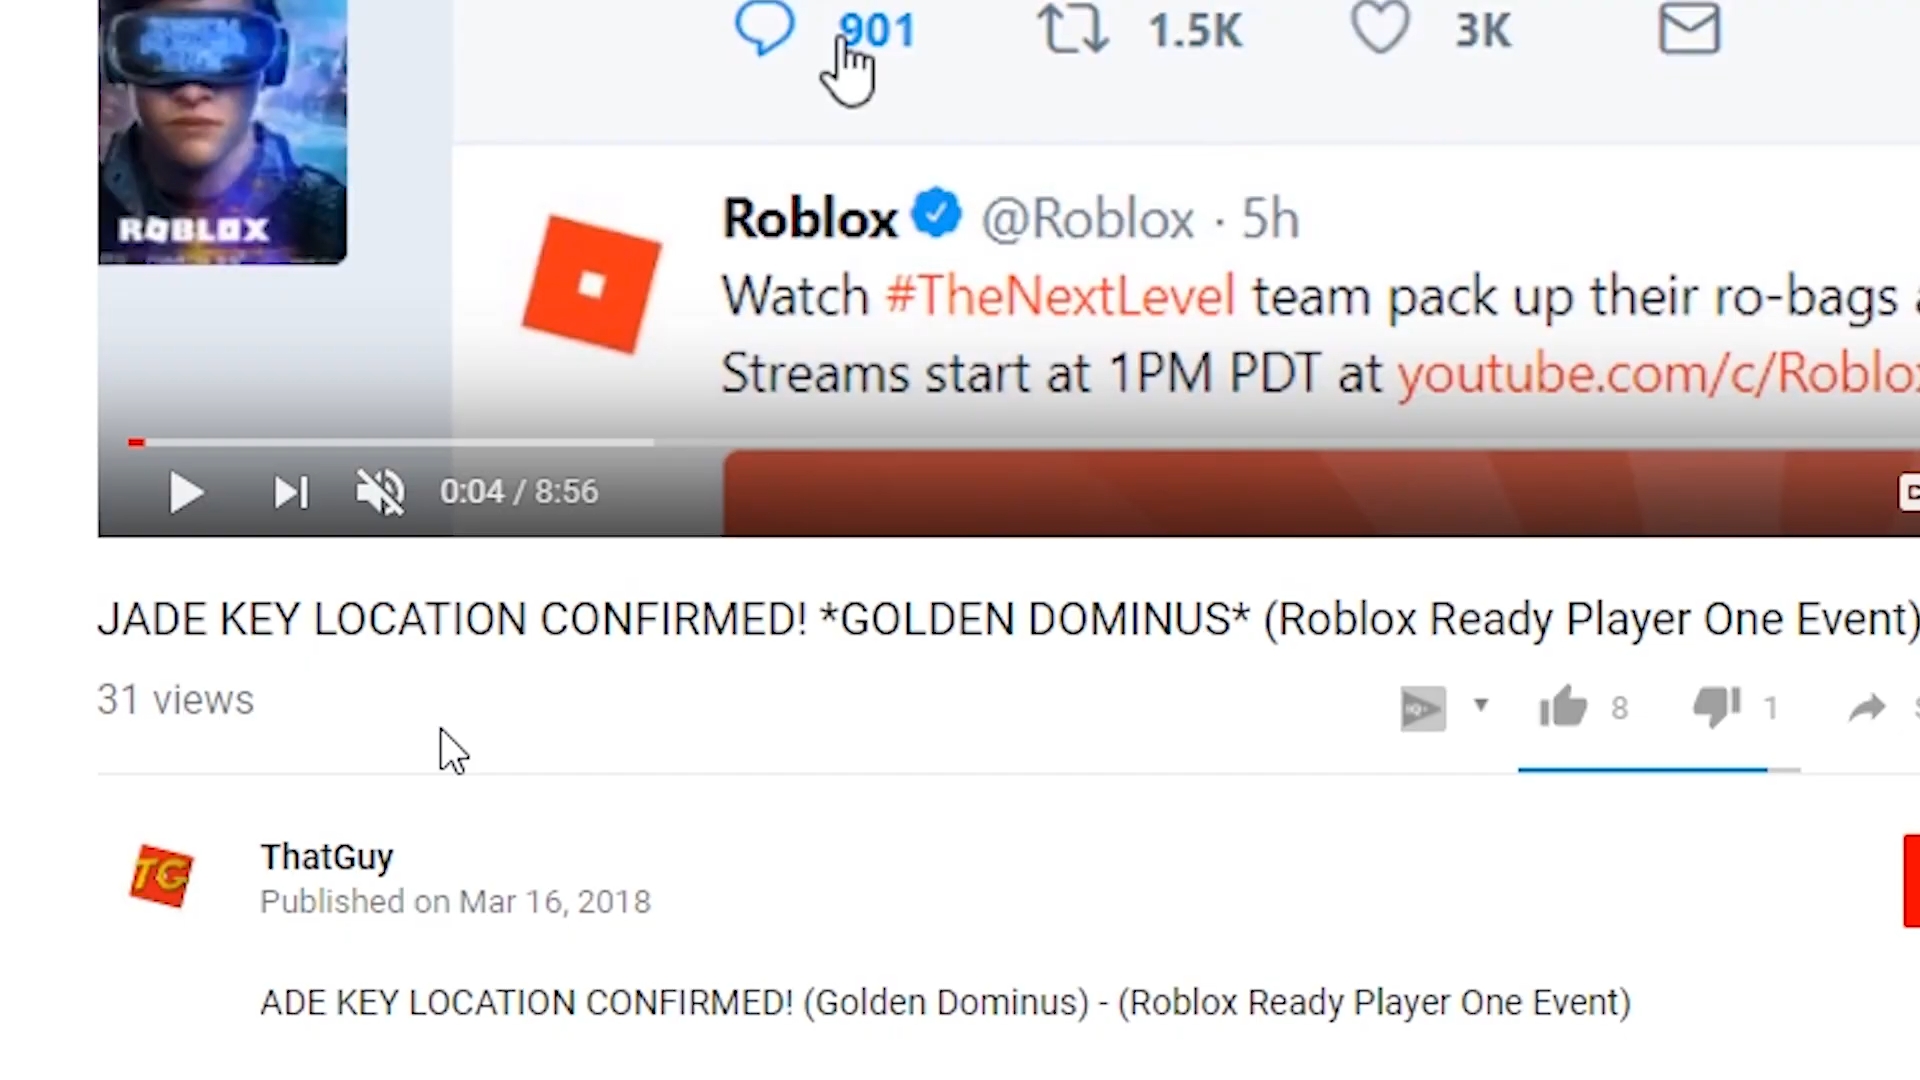 901 1.5K 3K
ROBLOX
Roblox @Roblox · 5h
Watch #TheNextLevel team pack up their ro-bags
Streams start at 1PM PDT at youtube.com/c/Roblox
0:04 / 8:56
JADE KEY LOCATION CONFIRMED! *GOLDEN DOMINUS* (Roblox Ready Player One Event)
31 views
8 1
TG
ThatGuy
Published on Mar 16, 2018
ADE KEY LOCATION CONFIRMED! (Golden Dominus) - (Roblox Ready Player One Event)